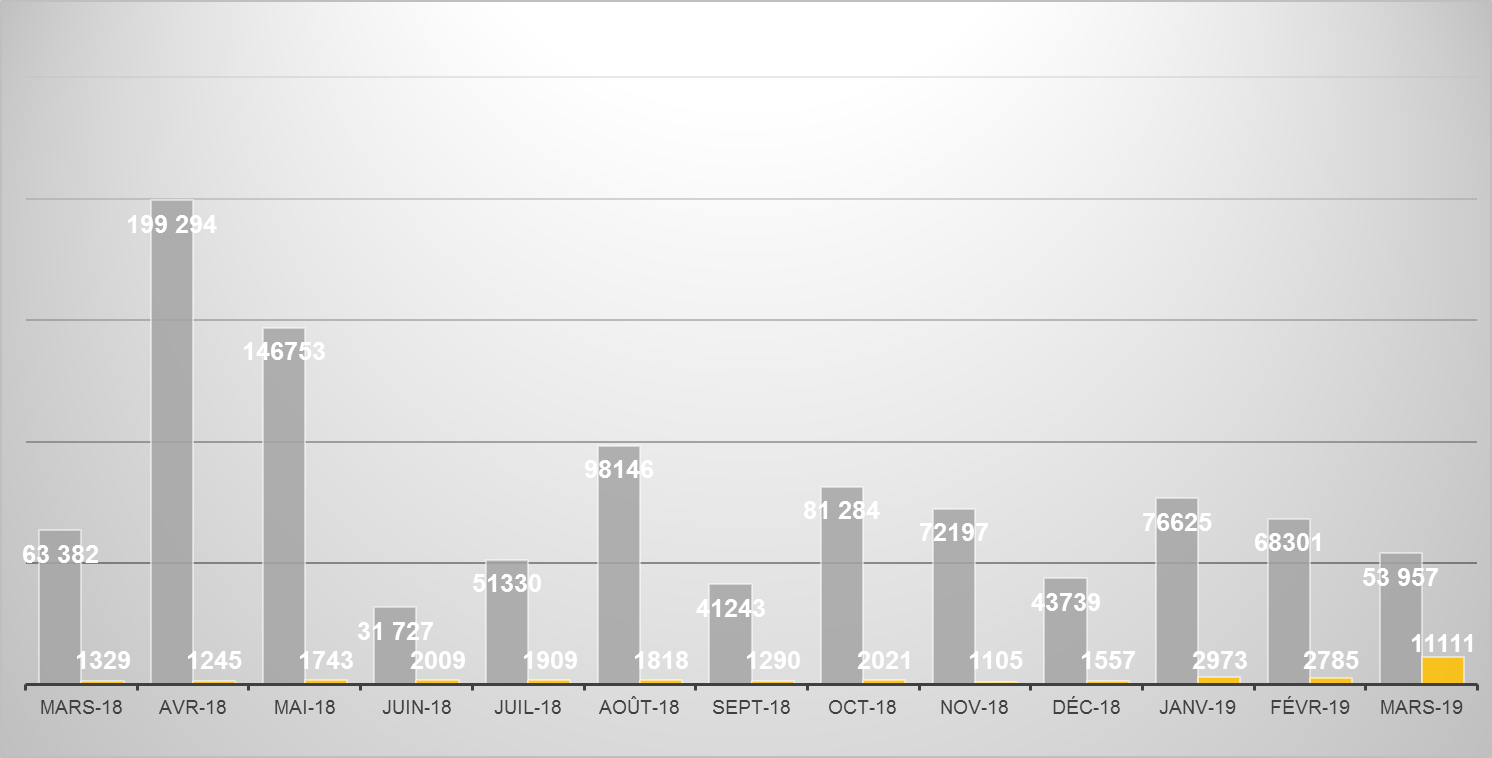 199 294
146753
98146
81 284
76625
72197
68301
63 382
53 957
51330
43739
41243
31 727
11111
1329
1245
1743
2009
1909
1818
1290
2021
1105
1557
2973
2785
MARS-18
AVR-18
MAI-18
JUIN-18
JUIL-18
AOÛT-18
SEPT-18
OCT-18
NOV-18
DÉC-18
JANV-19
FÉVR-19
MARS-19